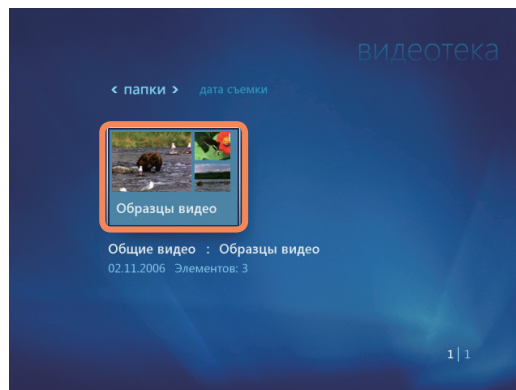 видеотека
< папки > дата съемки
Образцы видео
Общие видео : Образцы видео
02.11.2006 Элементов: 3
1 | 1